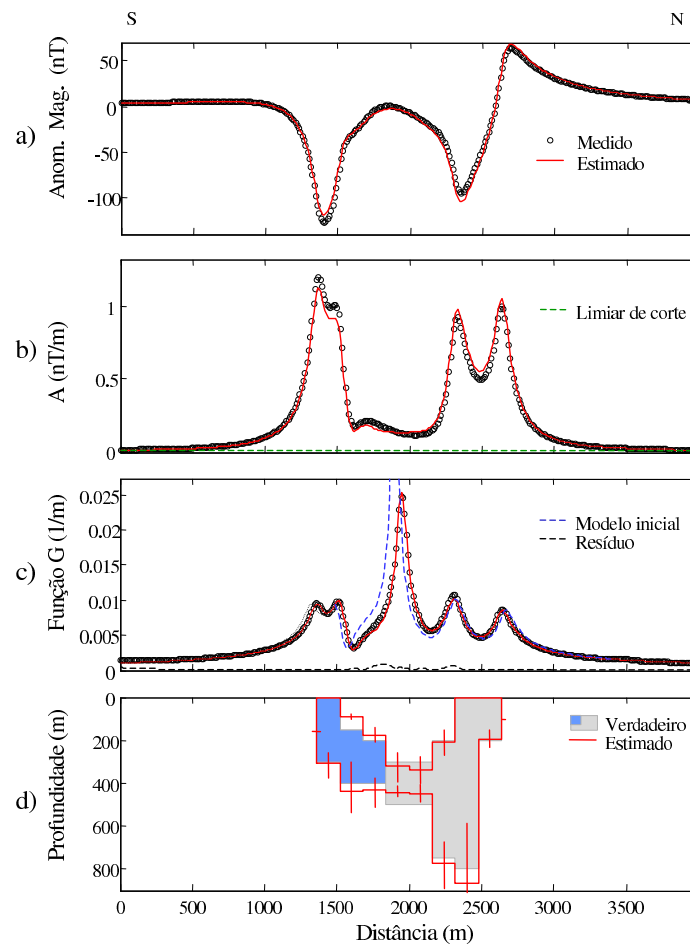 S N
a)
Anom. Mag. (nT)
50
0
-50
-100
Medido
Estimado
b)
A (nT/m)
1
0.5
0
Limiar de corte
c)
Função G (1/m)
0.025
0.02
0.015
0.01
0.005
0
Modelo inicial
Resíduo
d)
Profundidade (m)
0
200
400
600
800
Verdadeiro
Estimado
0 500 1000 1500 2000 2500 3000 3500
Distância (m)